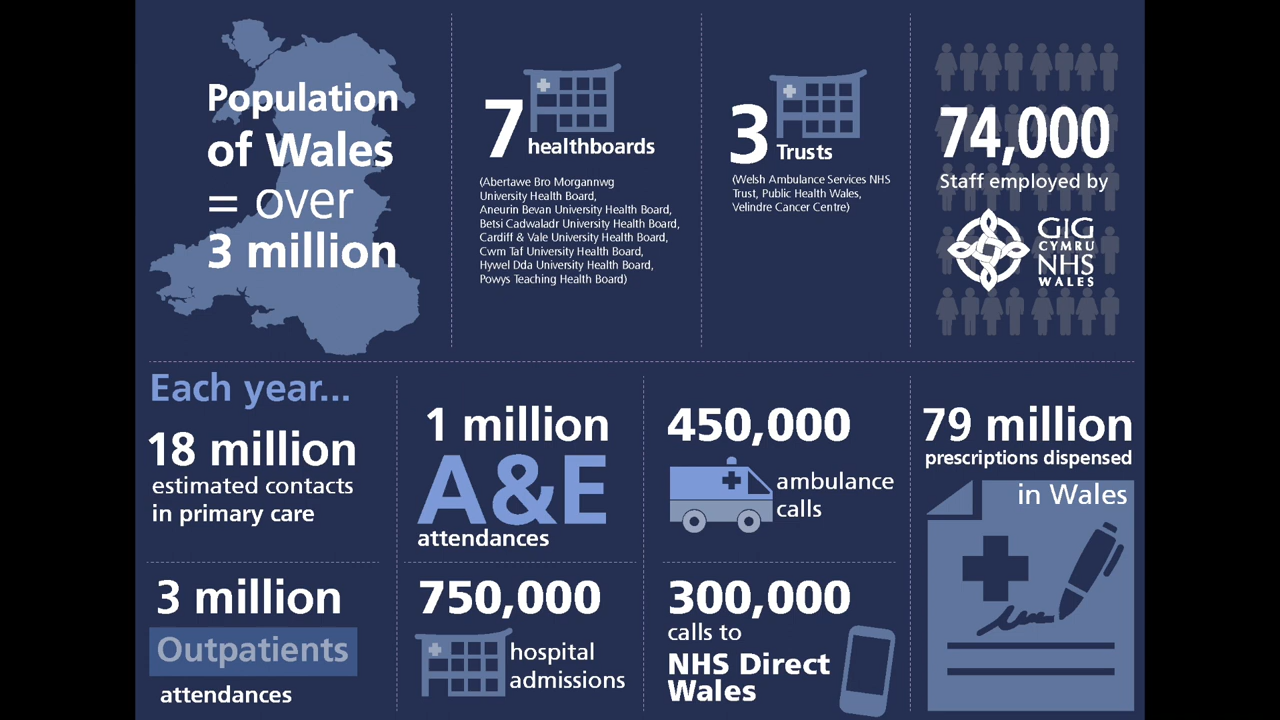 Population
of Wales
= over
3 million
7
healthboards
(Abertawe Bro Morgannwg
University Health Board,
Aneurin Bevan University Health Board,
Betsi Cadwaladr University Health Board,
Cardiff & Vale University Health Board,
Cwm Taf University Health Board,
Hywel Dda University Health Board,
Powys Teaching Health Board)
3
Trusts
(Welsh Ambulance Services NHS
Trust, Public Health Wales,
Velindre Cancer Centre)
74,000
Staff employed by
GIG
CYMRU
NHS
WALES
Each year...
18 million
estimated contacts
in primary care
1 million
A&E
attendances
450,000
ambulance
calls
79 million
prescriptions dispensed
in Wales
3 million
Outpatients
attendances
750,000
hospital
admissions
300,000
calls to
NHS Direct
Wales